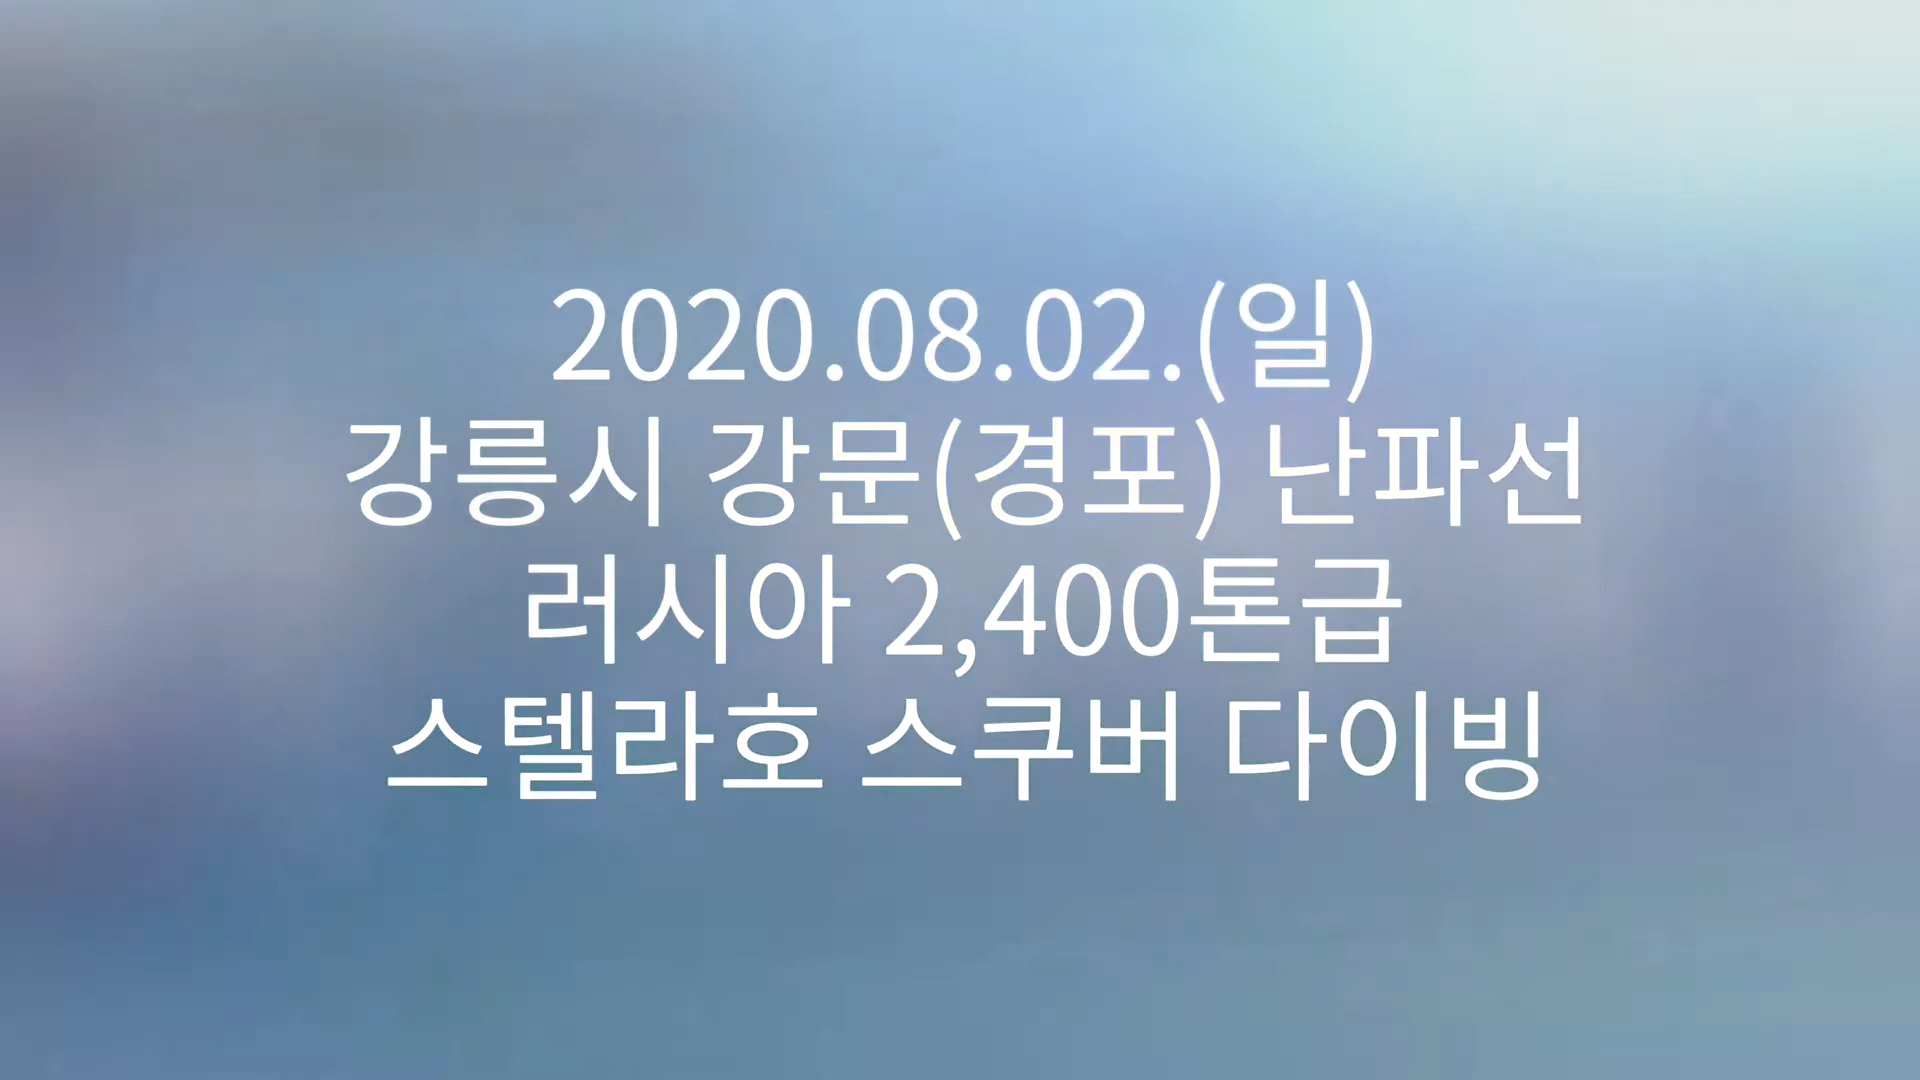 2020.08.02.(일)
강릉시 강문(경포) 난파선
러시아 2,400톤급
스텔라호 스쿠버 다이빙